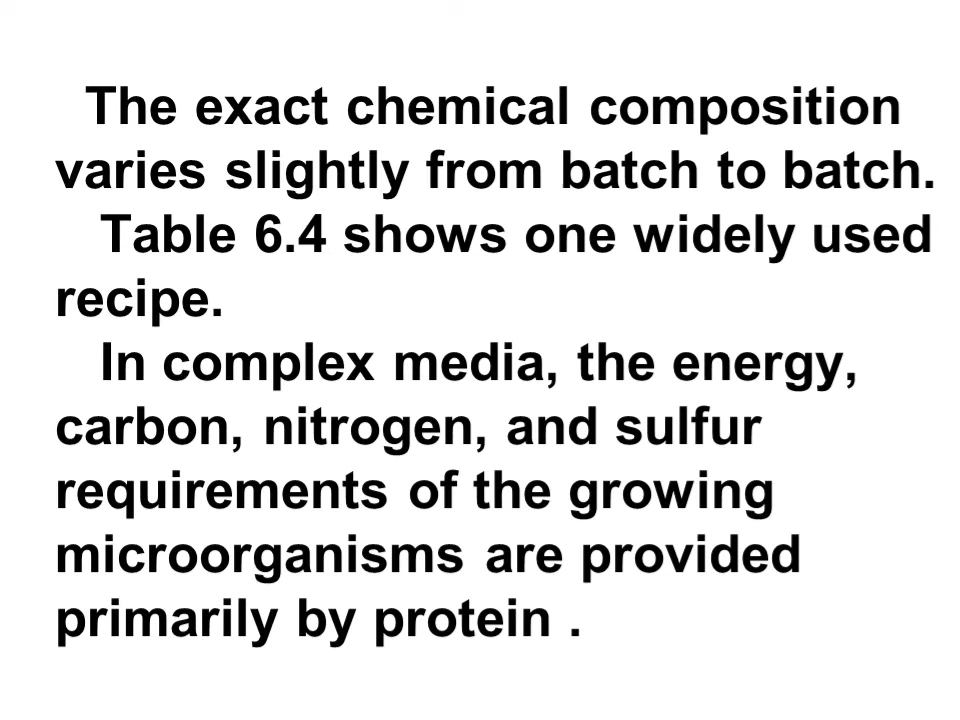 The exact chemical composition
varies slightly from batch to batch.
Table 6.4 shows one widely used
recipe.
In complex media, the energy,
carbon, nitrogen, and sulfur
requirements of the growing
microorganisms are provided
primarily by protein .